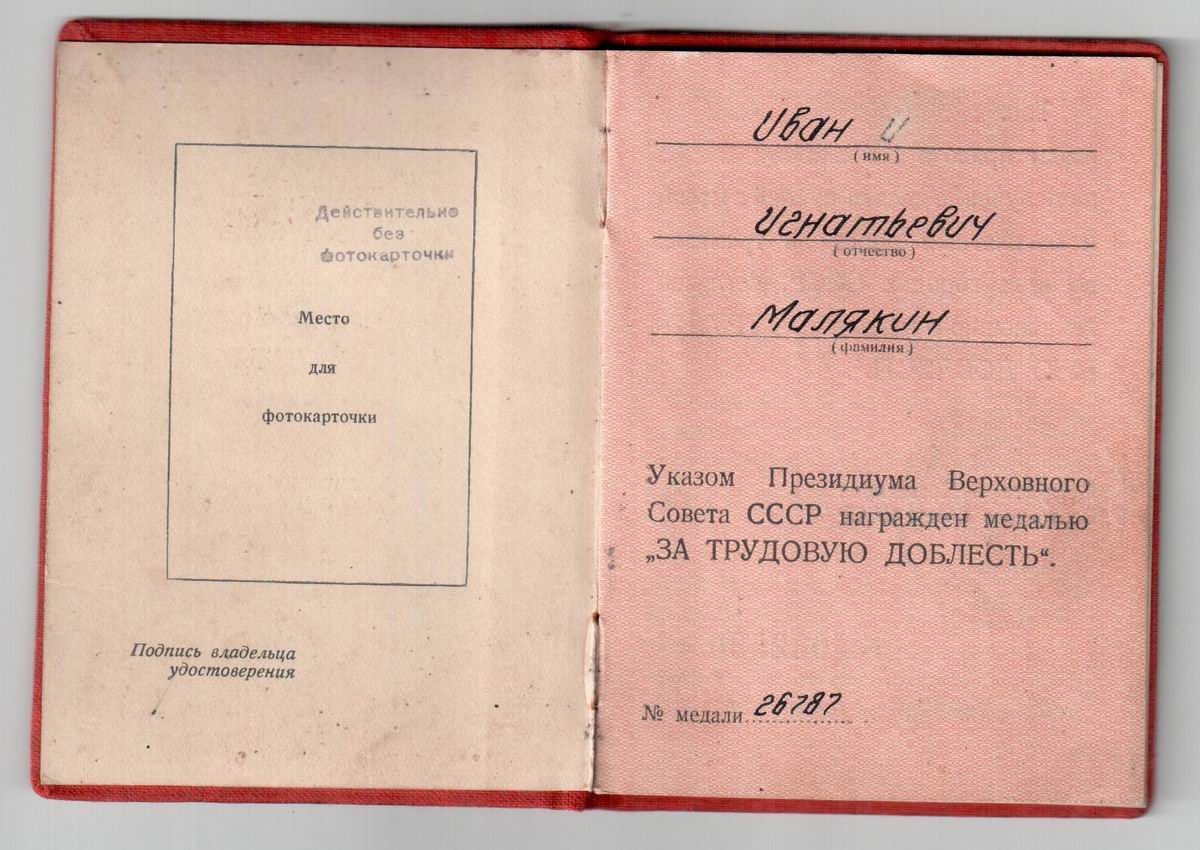 Действительно
без
фотокарточки
Место
для
фотокарточки
Подпись владельца
удостоверения
Иван И
( имя )
Игнатьевич
( отчество )
Малякин
( фамилия )
Указом Президиума Верховного
Совета СССР награжден медалью
„ЗА ТРУДОВУЮ ДОБЛЕСТЬ“.
№ медали 26787